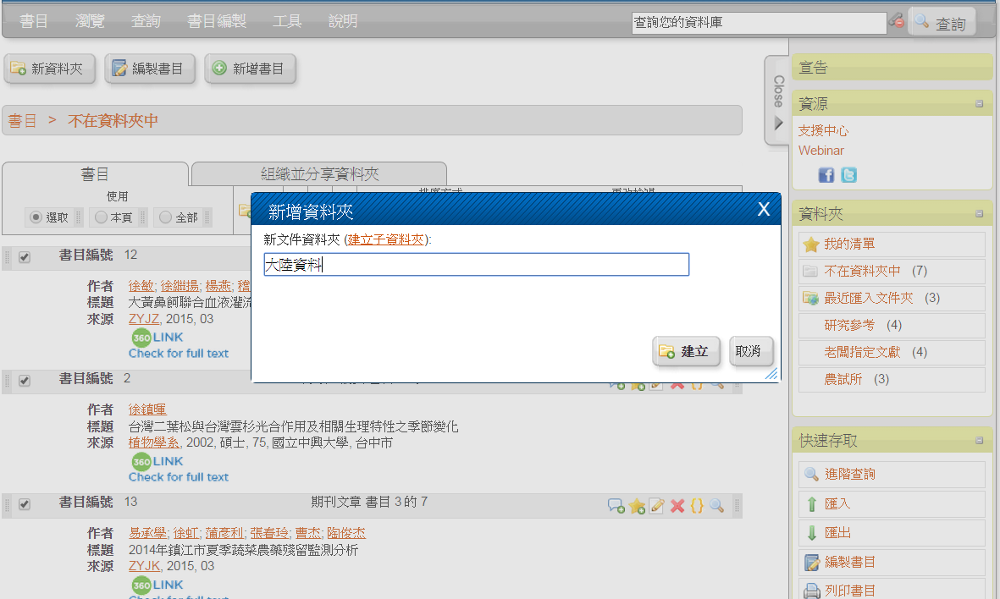 書目 瀏覽 查詢 書目編製 工具 說明 查詢您的資料庫 查詢
新資料夾 編製書目 新增書目
書目 > 不在資料夾中
書目 組織並分享資料夾
使用 排序方式 更改檢視
選取 本頁 全部
新增資料夾 X
新文件資料夾 (建立子資料夾):
大陸資料
建立 取消
書目編號 12
作者 徐敏; 徐繼揚; 楊燕; 稽
標題 大黃鼻飼聯合血液灌流
來源 ZYJZ, 2015, 03
360 LINK
Check for full text
書目編號 2
作者 徐鎮暉
標題 台灣二葉松與台灣雲杉光合作用及相關生理特性之季節變化
來源 植物學系, 2002, 碩士, 75, 國立中興大學, 台中市
360 LINK
Check for full text
書目編號 13 期刊文章 書目 3 的 7
作者 易承學; 徐虹; 蒲彥利; 張春玲; 曹杰; 陶俊杰
標題 2014年鎮江市夏季蔬菜農藥殘留監測分析
來源 ZYJK, 2015, 03
360 LINK
Check for full text
Close
宣告
資源
支援中心
Webinar
資料夾
我的清單
不在資料夾中 (7)
最近匯入文件夾 (3)
研究參考 (4)
老闆指定文獻 (4)
農試所 (3)
快速存取
進階查詢
匯入
匯出
編製書目
列印書目